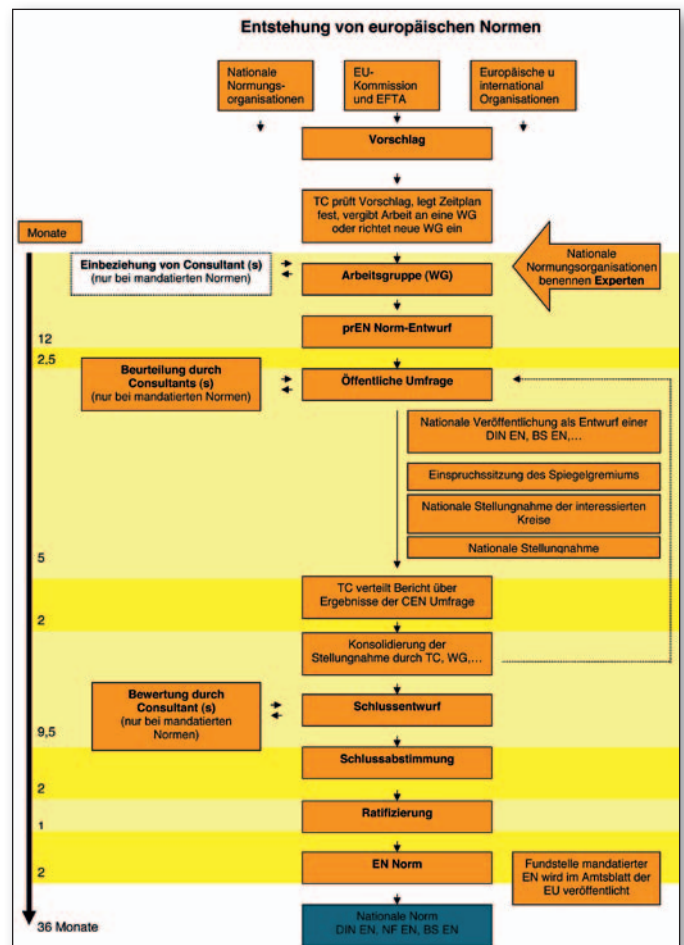 Entstehung von europäischen Normen
Nationale
Normungs-
organisationen
EU-
Kommission
und EFTA
Europäische u
international
Organisationen
Vorschlag
TC prüft Vorschlag, legt Zeitplan
fest, vergibt Arbeit an eine WG
oder richtet neue WG ein
Monate
Einbeziehung von Consultant (s)
(nur bei mandatierten Normen)
Arbeitsgruppe (WG)
Nationale
Normungsorganisationen
benennen Experten
prEN Norm-Entwurf
12
2,5
Beurteilung durch
Consultants (s)
(nur bei mandatierten Normen)
Öffentliche Umfrage
Nationale Veröffentlichung als Entwurf einer
DIN EN, BS EN,...
Einspruchssitzung des Spiegelgremiums
Nationale Stellungnahme der interessierten
Kreise
Nationale Stellungnahme
5
TC verteilt Bericht über
Ergebnisse der CEN Umfrage
2
Konsolidierung der
Stellungnahme durch TC, WG,...
Bewertung durch
Consultant (s)
(nur bei mandatierten
Normen)
Schlussentwurf
9,5
Schlussabstimmung
2
Ratifizierung
1
EN Norm
2
Fundstelle mandatierter
EN wird im Amtsblatt der
EU veröffentlicht
Nationale Norm
DIN EN, NF EN, BS EN
36 Monate